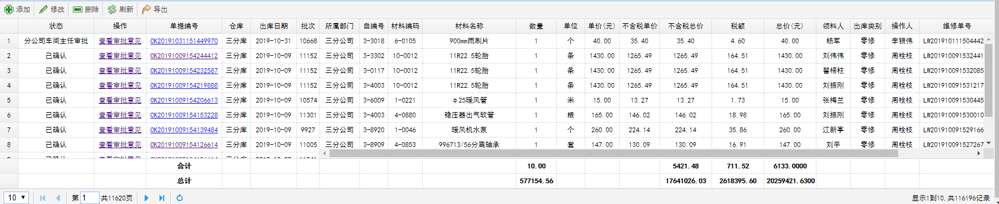 添加 修改 删除 刷新 导出
状态 操作 单据编号 仓库 出库日期 批次 所属部门 自编号 材料编码 材料名称 数量 单位 单价(元) 不含税单价 不含税总价 税额 总价(元) 领料人 出库类别 操作人 维修单号
1 分公司车间主任审批 查看审批意见 CK20191031151449970 三分库 2019-10-31 10668 三分公司 3-3018 6-0105 900mm雨刷片 1 个 40.00 35.40 35.40 4.60 40.00 杨军 零修 李银伟 LW201910111504442
2 已确认 查看审批意见 CK20191009154244412 三分库 2019-10-09 11152 三分公司 3-3302 10-0012 11R22.5轮胎 1 条 1430.00 1265.49 1265.49 164.51 1430.00 刘伟伟 零修 周栓枝 LW201910091532441
3 已确认 查看审批意见 CK20191009154232587 三分库 2019-10-09 11152 三分公司 3-0117 10-0012 11R22.5轮胎 1 条 1430.00 1265.49 1265.49 164.51 1430.00 翟榜柱 零修 周栓枝 LW201910091532085
4 已确认 查看审批意见 CK20191009154219888 三分库 2019-10-09 11152 三分公司 3-4003 10-0012 11R22.5轮胎 1 条 1430.00 1265.49 1265.49 164.51 1430.00 刘振刚 零修 周栓枝 LW201910091531217
5 已确认 查看审批意见 CK20191009154206613 三分库 2019-10-09 10574 三分公司 3-6009 1-0221 φ25暖风管 1 米 15.00 13.27 13.27 1.73 15.00 张梅兰 零修 周栓枝 LW201910091530445
6 已确认 查看审批意见 CK20191009154153228 三分库 2019-10-09 11301 三分公司 3-4003 4-0880 稳压器出气软管 1 根 165.00 146.02 146.02 18.98 165.00 刘振刚 零修 周栓枝 LW201910091530010
7 已确认 查看审批意见 CK20191009154139484 三分库 2019-10-09 9927 三分公司 3-8920 1-0046 暖风机水泵 1 个 260.00 224.14 224.14 35.86 260.00 江新亭 零修 周栓枝 LW201910091529166
8 已确认 查看审批意见 CK20191009154126614 三分库 2019-10-09 11005 三分公司 3-8909 4-0853 996713/56分离轴承 1 套 147.00 130.09 130.09 16.91 147.00 刘平 零修 周栓枝 LW201910091527267
合计 10.00 5421.48 711.52 6133.0000
总计 577154.56 17641026.03 2618395.60 20259421.6300
10 第 1 共11620页 显示1到10,共116196记录